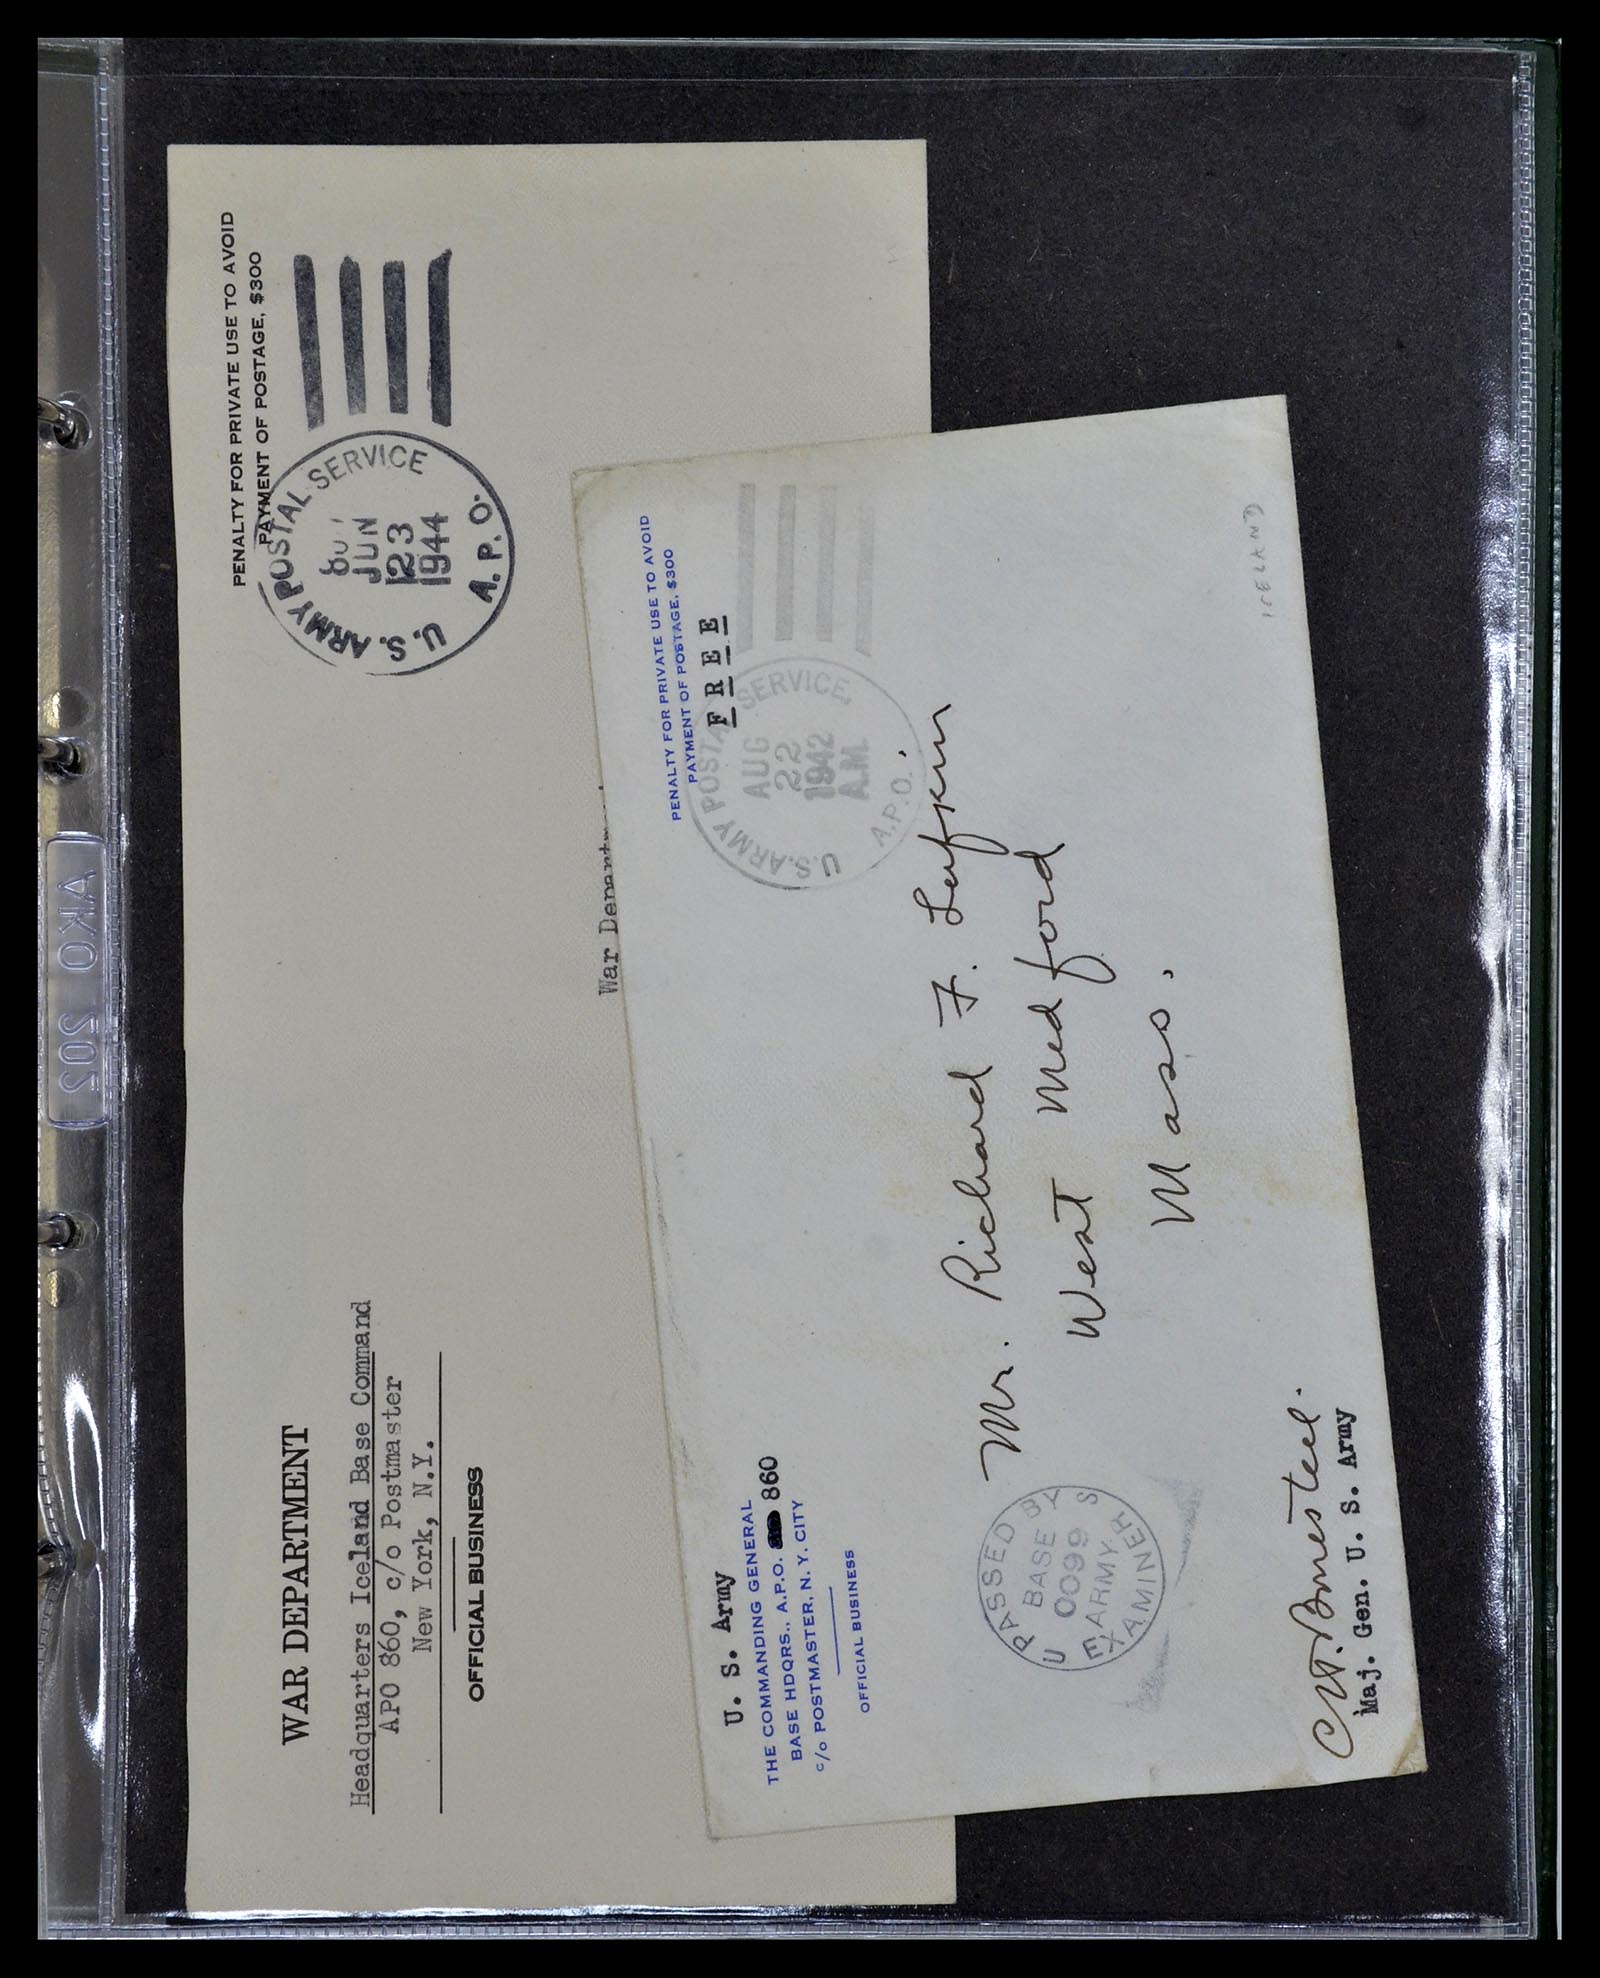 WAR DEPARTMENT
Headquarters Iceland Base Command
APO 860, c/o Postmaster
New York, N.Y.
OFFICIAL BUSINESS
PENALTY FOR PRIVATE USE TO AVOID
PAYMENT OF POSTAGE, $300
U.S. ARMY POSTAL SERVICE
JUN
23
1944
A.P.O.
War
U. S. Army
THE COMMANDING GENERAL
BASE HDQRS., A.P.O. 860
c/o POSTMASTER, N. Y. CITY
OFFICIAL BUSINESS
PENALTY FOR PRIVATE USE TO AVOID
PAYMENT OF POSTAGE, $300
F R E E
U.S. ARMY POSTAL SERVICE
AUG
22
1942
A.M.
A.P.O.
Mr. Richard F. Lufkin
West Medford
Mass.
PASSED BY
U BASE S
0099
ARMY
EXAMINER
C H. Bonesteel.
Maj. Gen. U. S. Army
ICELAND
AKO 202